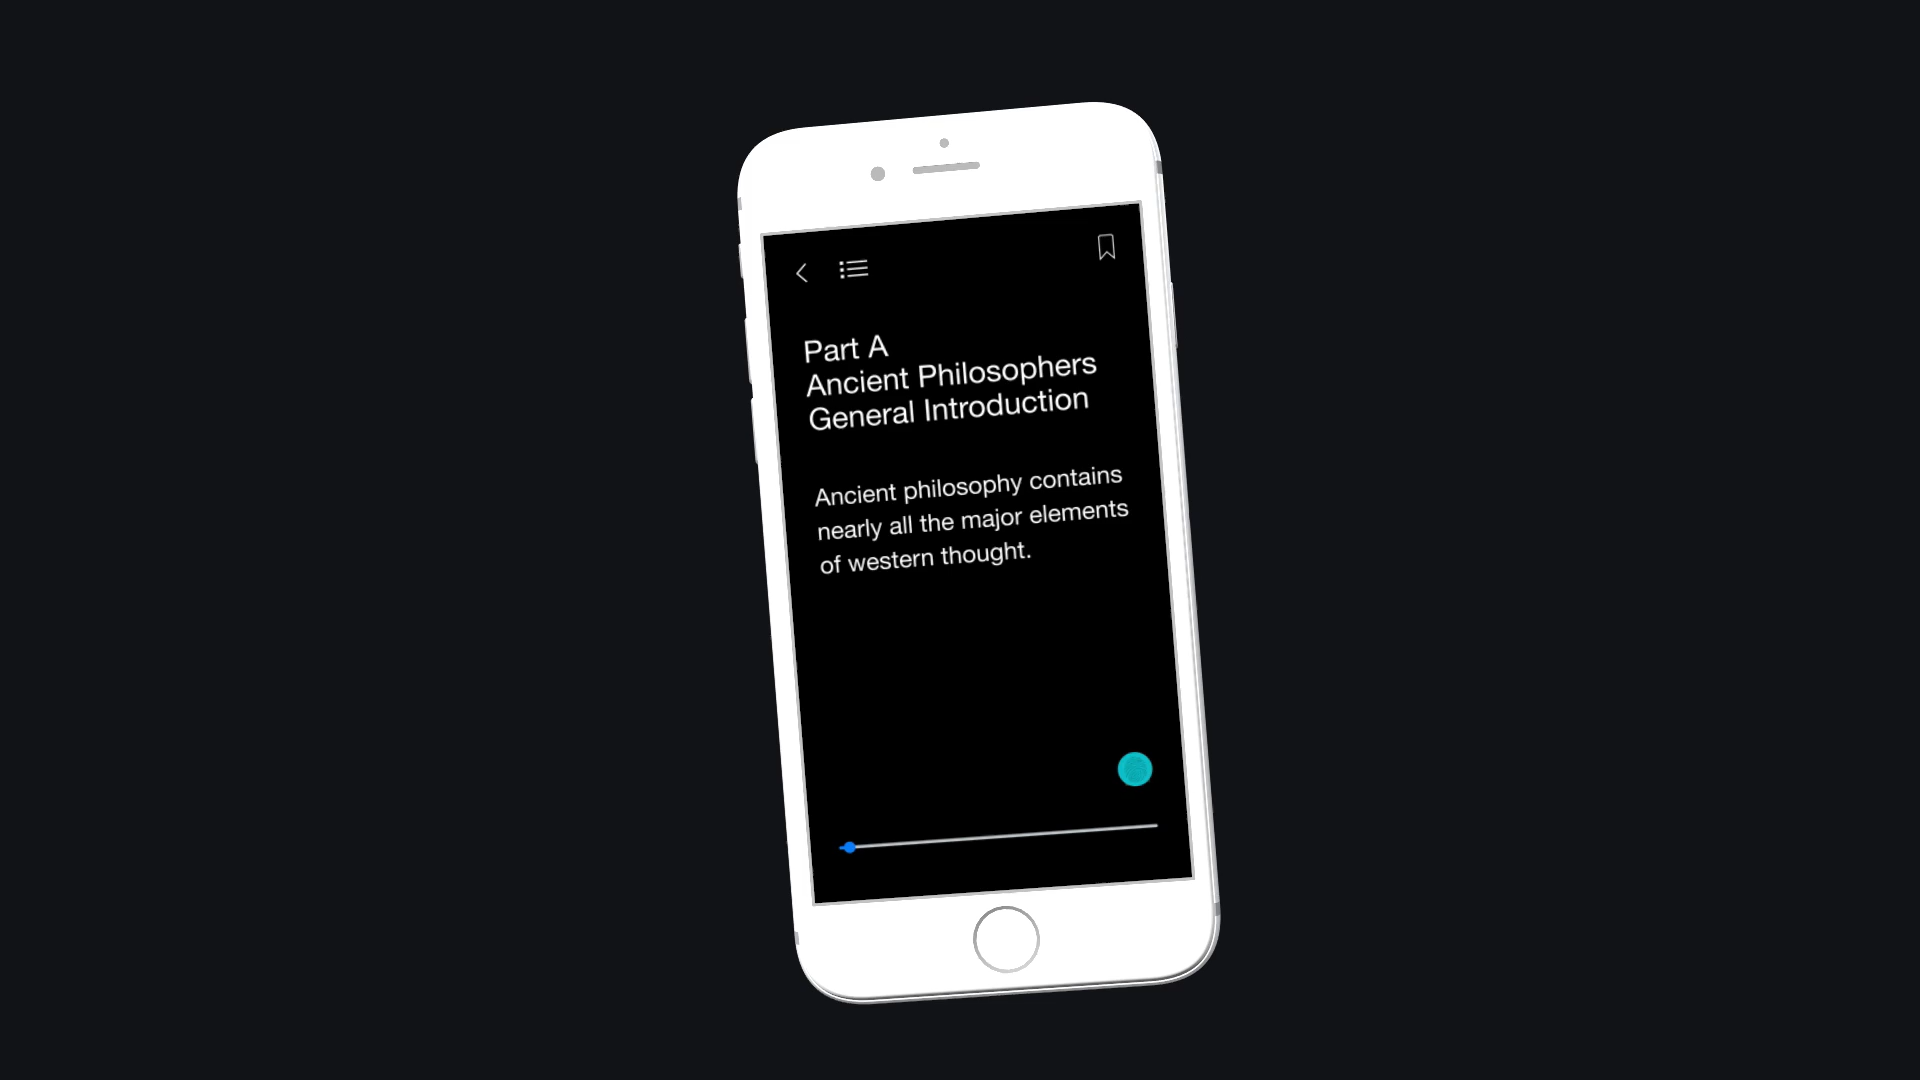 Part A
Ancient Philosophers
General Introduction
Ancient philosophy contains
nearly all the major elements
of western thought.